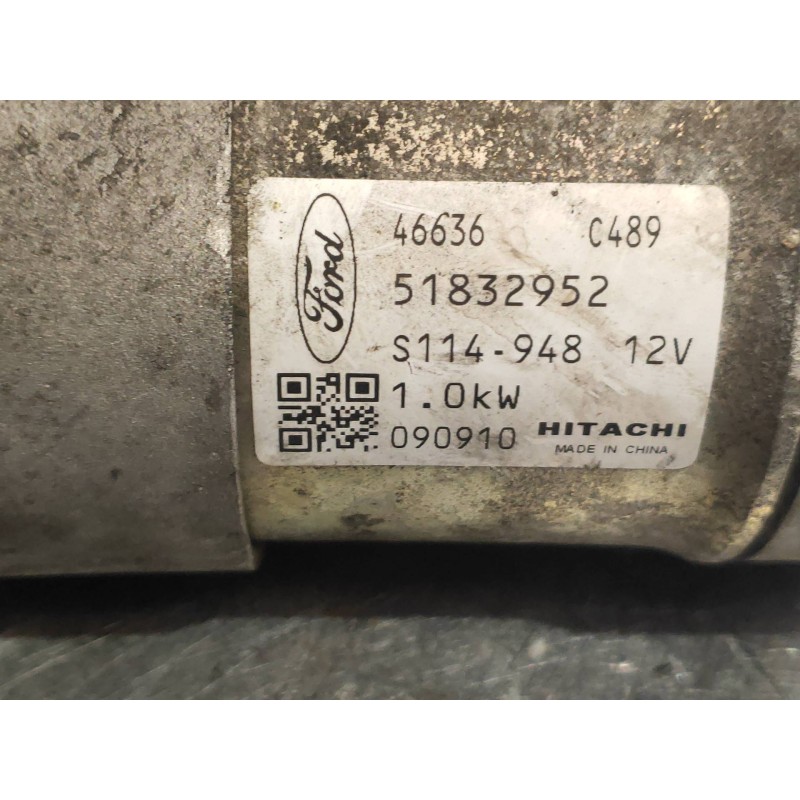 Ford
46636 C489
51832952
S114-948 12V
1.0kW
090910 HITACHI
MADE IN CHINA